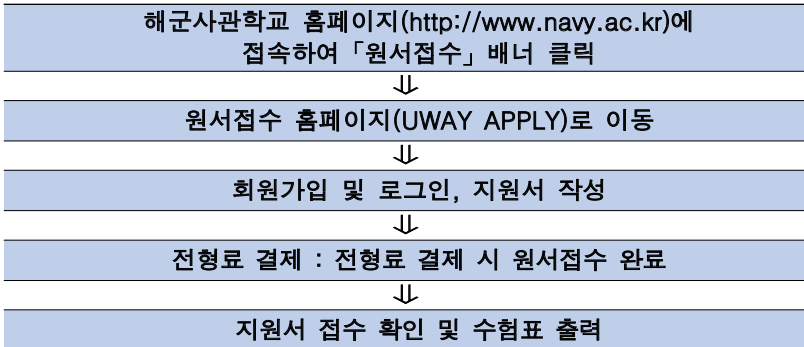 해군사관학교 홈페이지(http://www.navy.ac.kr)에
접속하여「원서접수」배너 클릭
⇓
원서접수 홈페이지(UWAY APPLY)로 이동
⇓
회원가입 및 로그인, 지원서 작성
⇓
전형료 결제 : 전형료 결제 시 원서접수 완료
⇓
지원서 접수 확인 및 수험표 출력